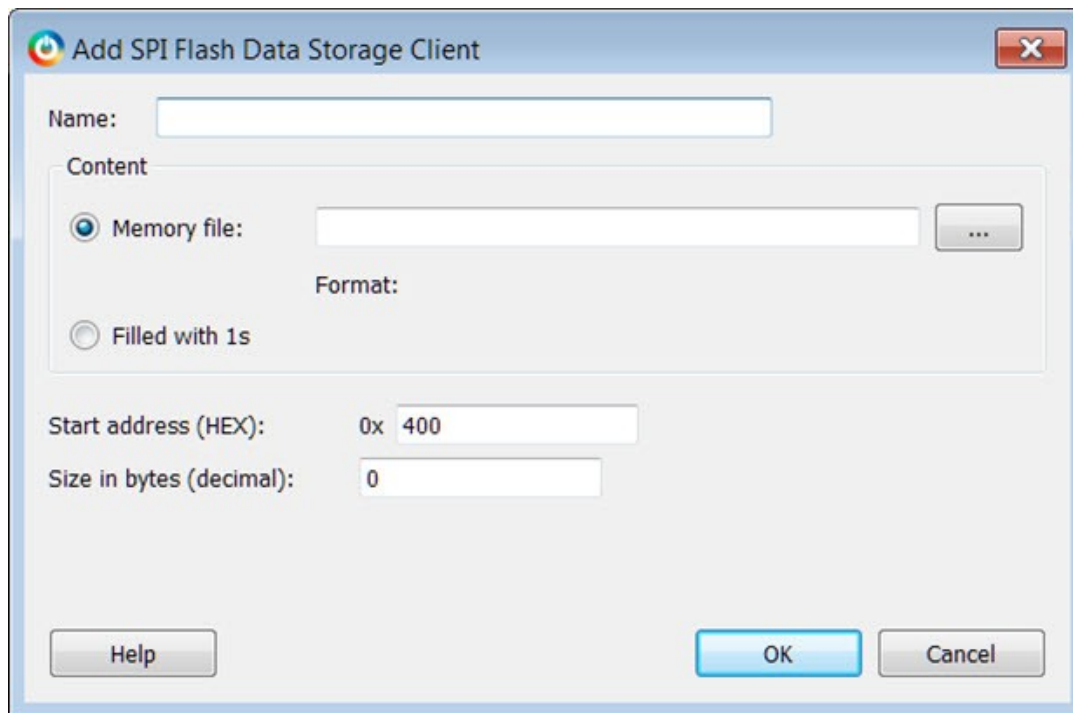 Add SPI Flash Data Storage Client
Name:
Content
Memory file:
...
Format:
Filled with 1s
Start address (HEX): 0x 400
Size in bytes (decimal): 0
Help OK Cancel